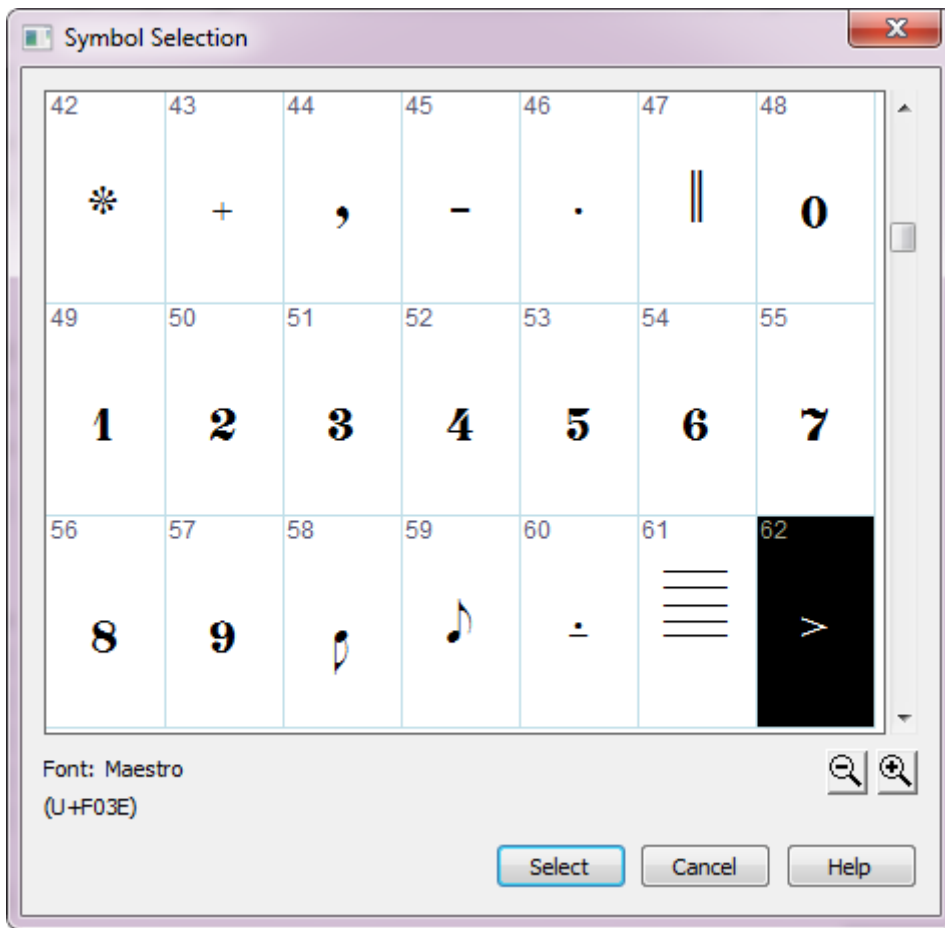 Symbol Selection
42 43 44 45 46 47 48
* + , - . 𝄁 0
49 50 51 52 53 54 55
1 2 3 4 5 6 7
56 57 58 59 60 61 62
8 9 >
Font: Maestro
(U+F03E)
Select Cancel Help